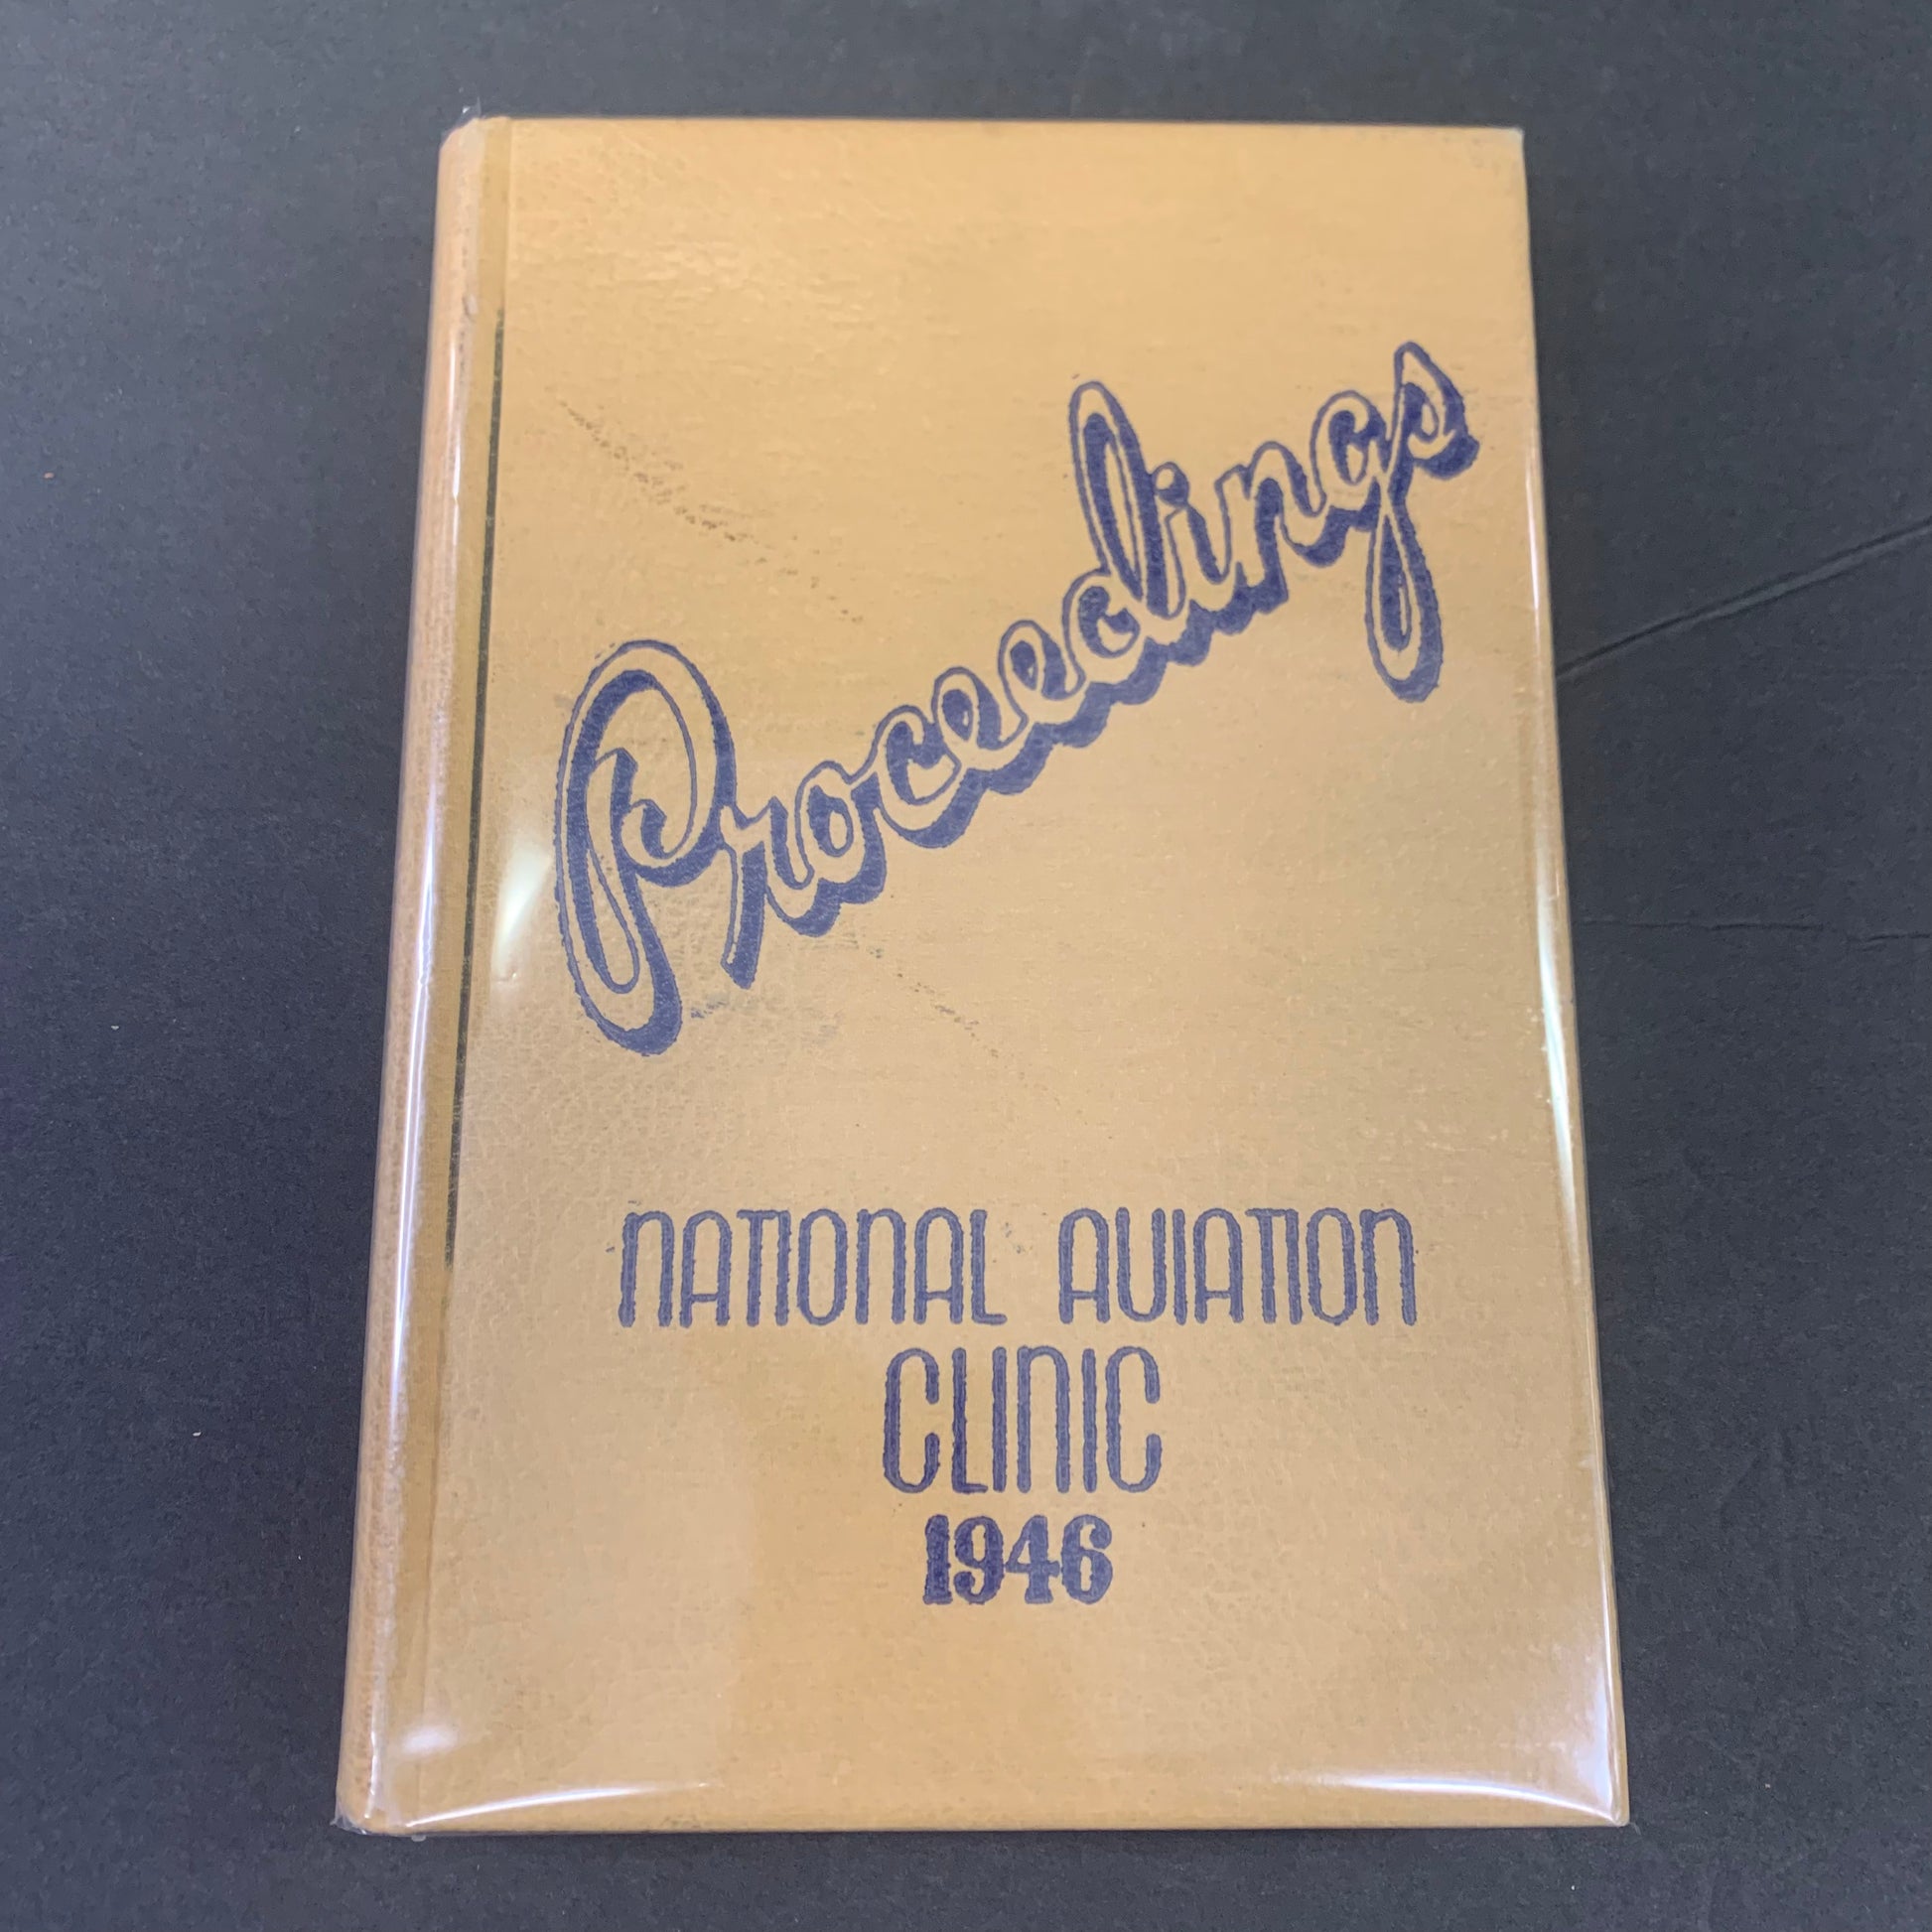 Proceedings
NATIONAL AVIATION
CLINIC
1946